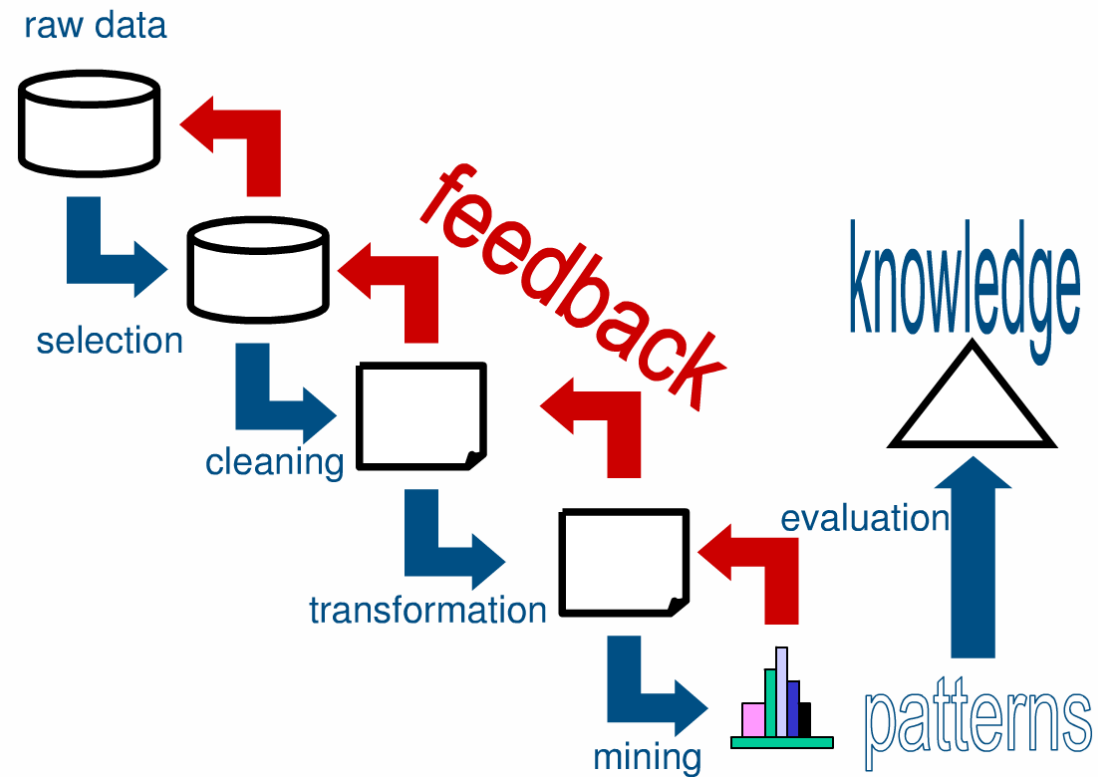 raw data
feedback
knowledge
selection
cleaning
evaluation
transformation
patterns
mining